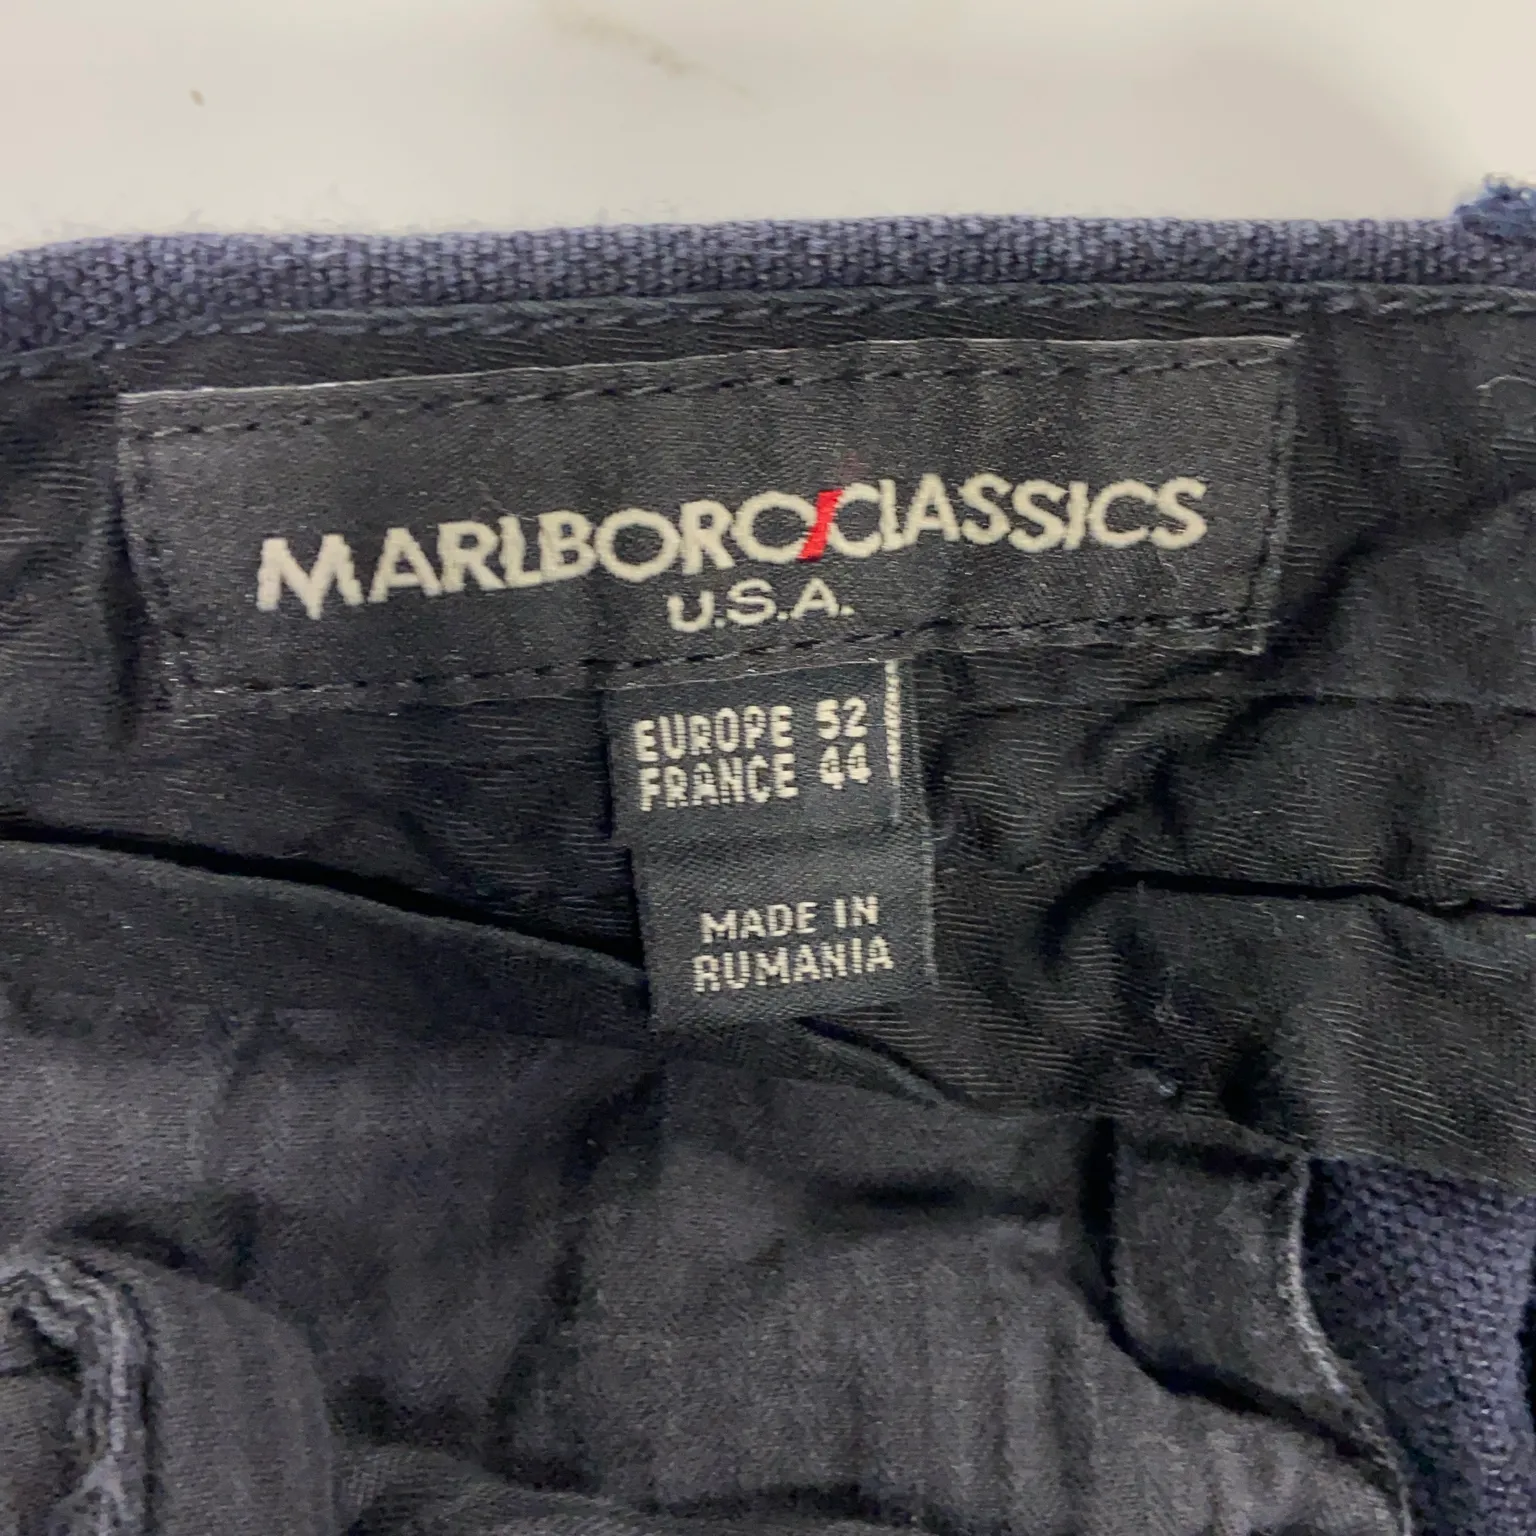 MARLBORO/CLASSICS
U.S.A.
EUROPE 52
FRANCE 44
MADE IN
RUMANIA